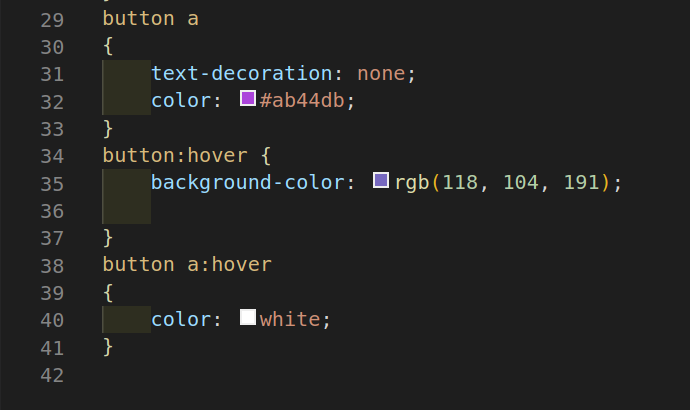 29 button a
30 {
31     text-decoration: none;
32     color: #ab44db;
33 }
34 button:hover {
35     background-color: rgb(118, 104, 191);
36
37 }
38 button a:hover
39 {
40     color: white;
41 }
42